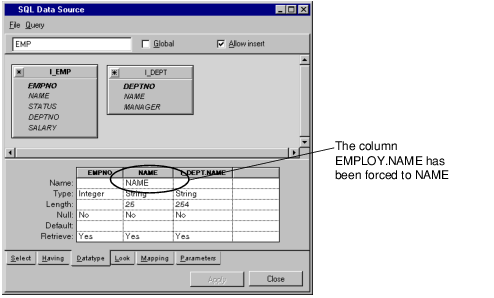 SQL Data Source
File Query
EMP
Global
Allow insert
I_EMP
EMPNO
NAME
STATUS
DEPTNO
SALARY
I_DEPT
DEPTNO
NAME
MANAGER
The column
EMPLOY.NAME has
been forced to NAME
EMPNO NAME I_DEPT.NAME
Name: NAME
Type: Integer String String
Length: 25 254
Null: No No No
Default:
Retrieve: Yes Yes Yes
Select Having Datatype Look Mapping Parameters
Apply Close